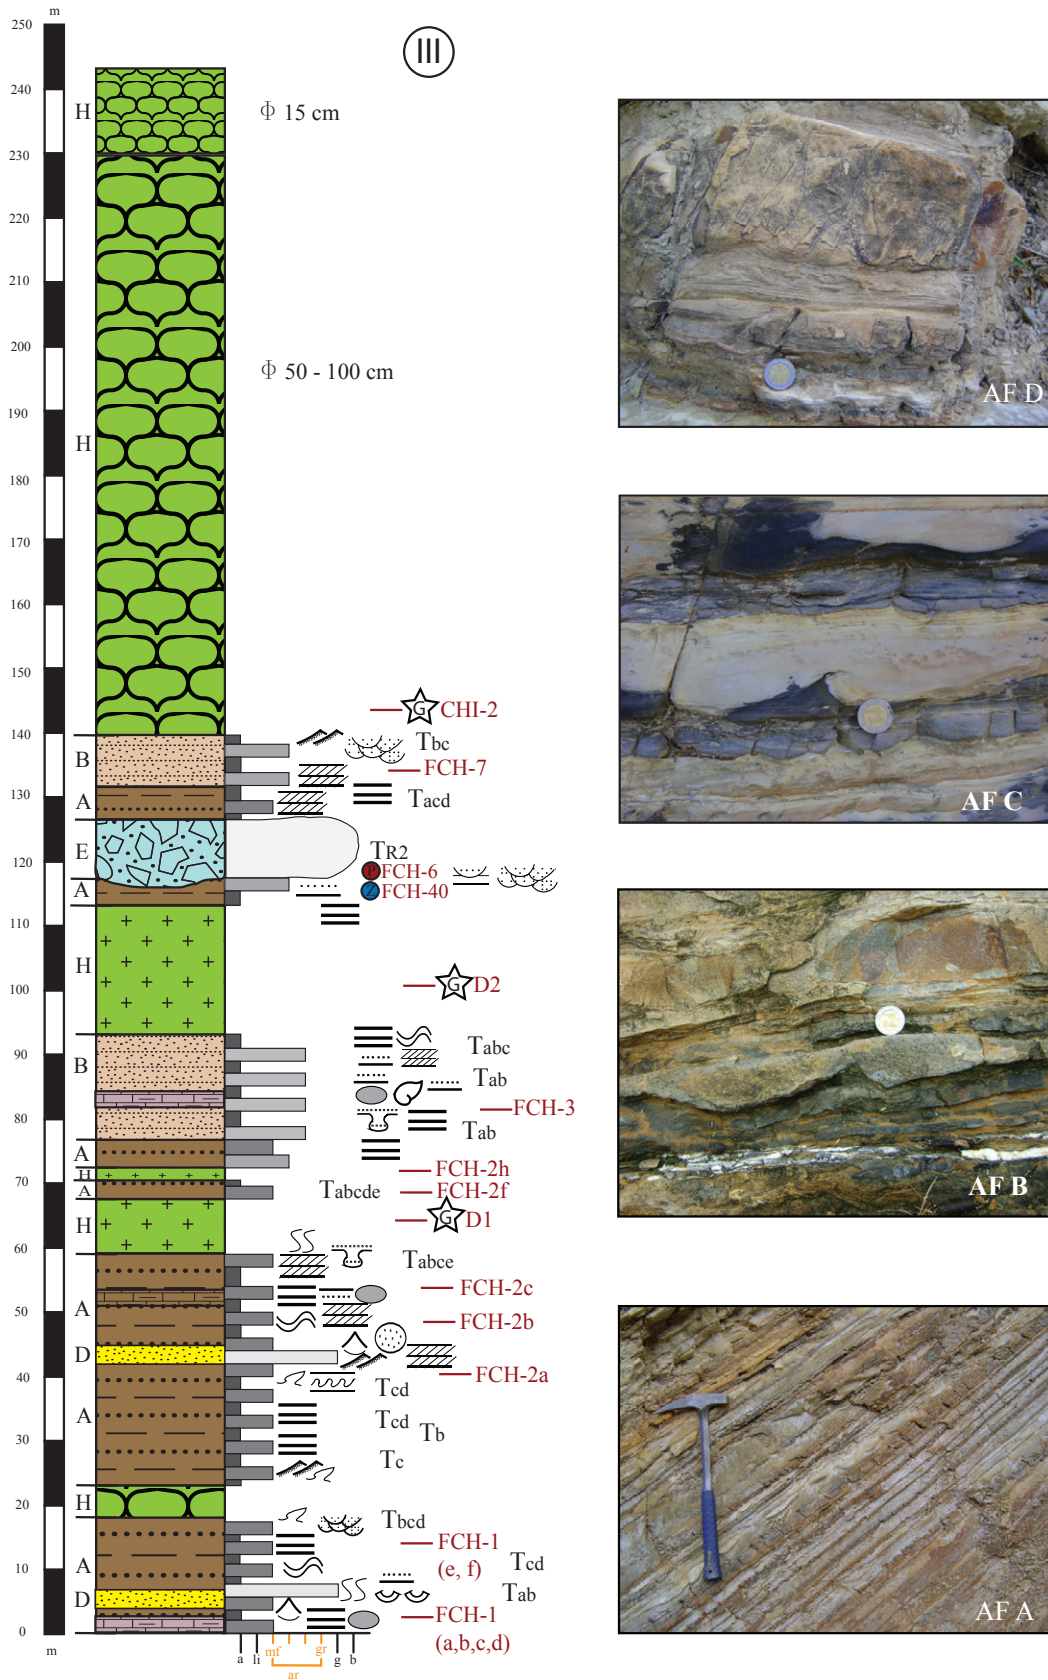 m
250
240
230
220
210
200
190
180
170
160
150
140
130
120
110
100
90
80
70
60
50
40
30
20
10
0
m
III
H
Φ 15 cm
H
Φ 50 - 100 cm
G CHI-2
B
Tbc
FCH-7
A
Tacd
E
TR2
P FCH-6
A
Z FCH-40
H
G D2
B
Tabc
Tab
FCH-3
Tab
A
H
FCH-2h
A
Tabcde
FCH-2f
H
G D1
Tabce
FCH-2c
A
FCH-2b
D
FCH-2a
Tcd
A
Tcd
Tb
Tc
H
Tbcd
FCH-1
(e, f)
Tcd
A
Tab
D
FCH-1
(a,b,c,d)
a li mf gr g b
ar
AF D
AF C
AF B
AF A